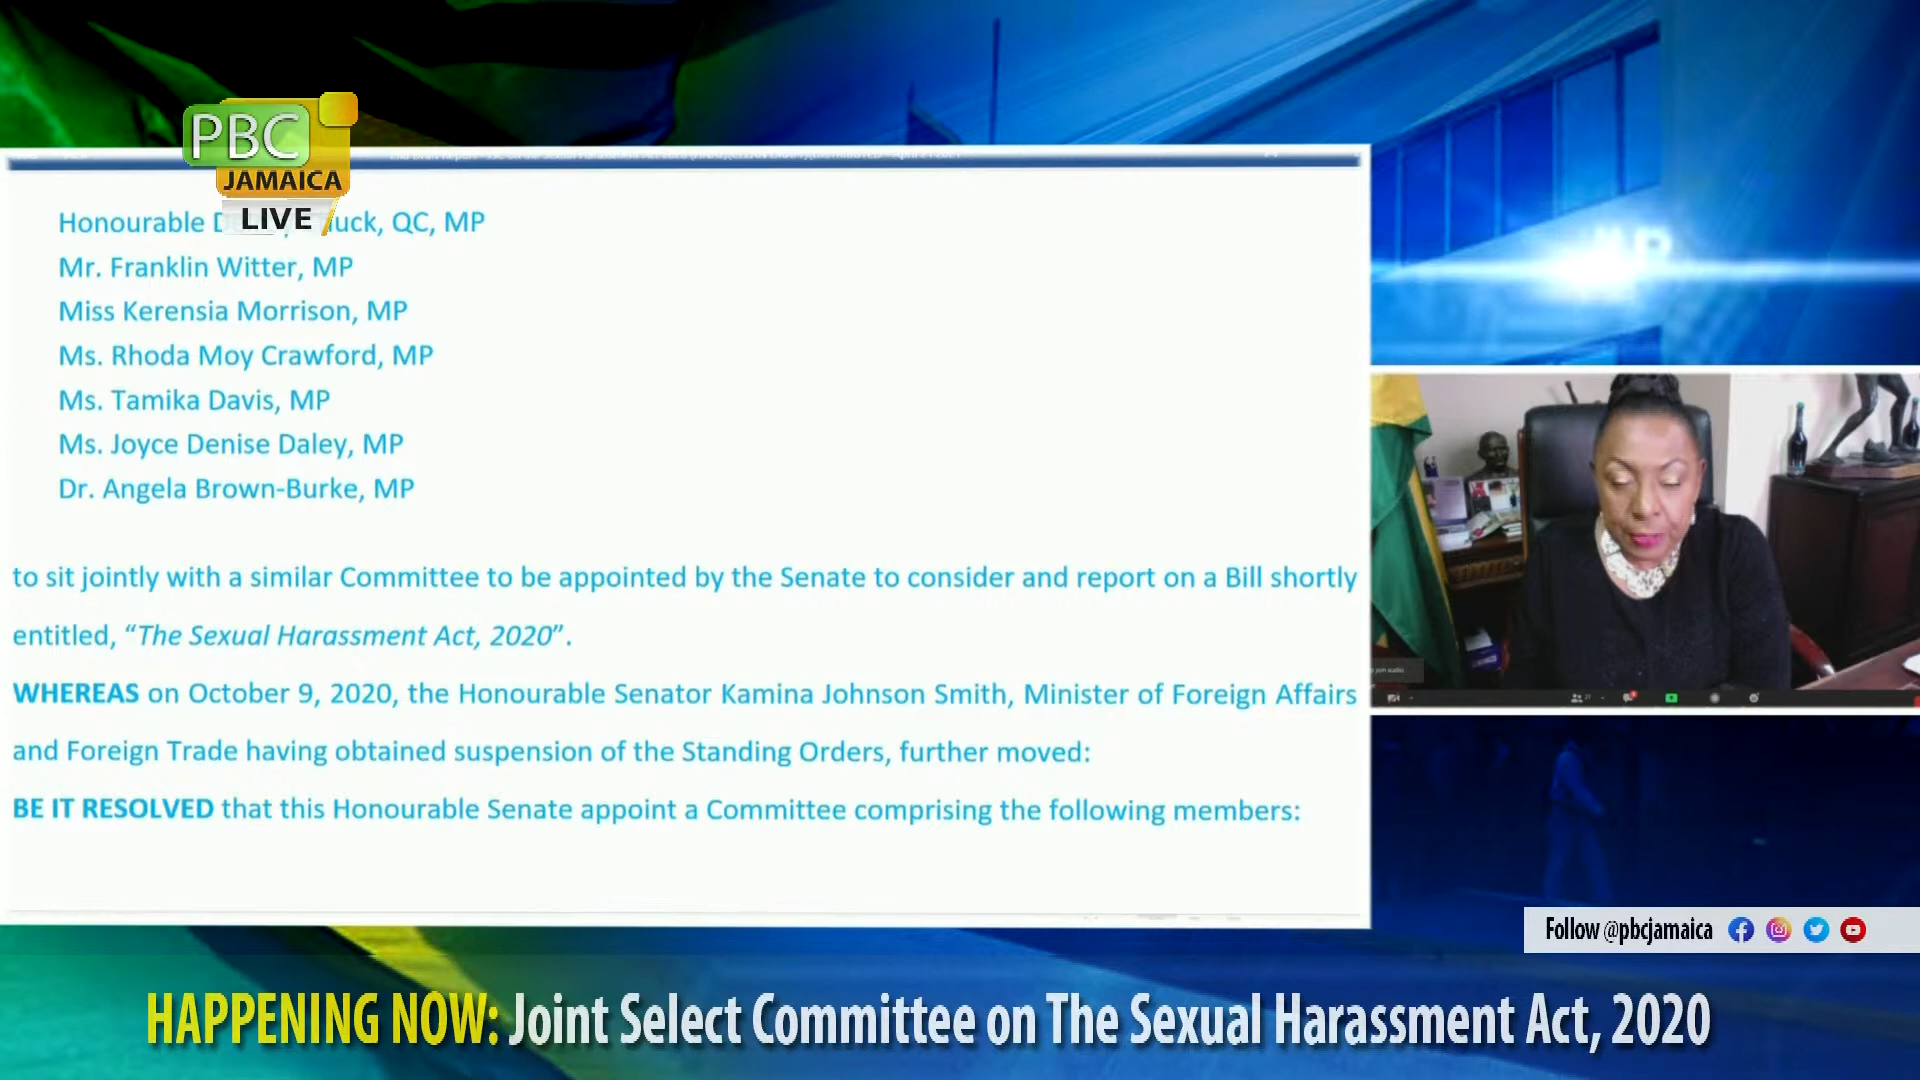 PBC
JAMAICA
LIVE
Honourable uck, QC, MP
Mr. Franklin Witter, MP
Miss Kerensia Morrison, MP
Ms. Rhoda Moy Crawford, MP
Ms. Tamika Davis, MP
Ms. Joyce Denise Daley, MP
Dr. Angela Brown-Burke, MP
to sit jointly with a similar Committee to be appointed by the Senate to consider and report on a Bill shortly
entitled, “The Sexual Harassment Act, 2020”.
WHEREAS on October 9, 2020, the Honourable Senator Kamina Johnson Smith, Minister of Foreign Affairs
and Foreign Trade having obtained suspension of the Standing Orders, further moved:
BE IT RESOLVED that this Honourable Senate appoint a Committee comprising the following members:
Follow @pbcjamaica
HAPPENING NOW: Joint Select Committee on The Sexual Harassment Act, 2020